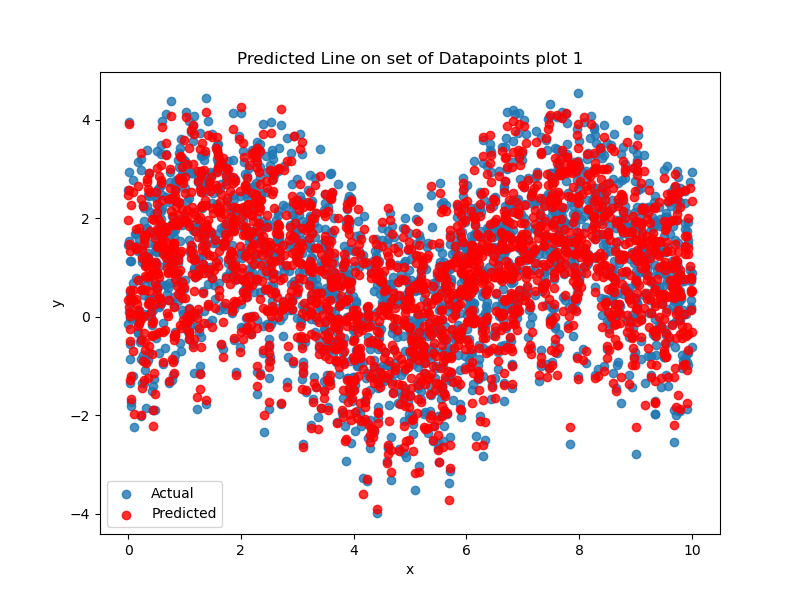 Predicted Line on set of Datapoints plot 1
y
4
2
0
−2
−4
Actual
Predicted
0 2 4 6 8 10
x